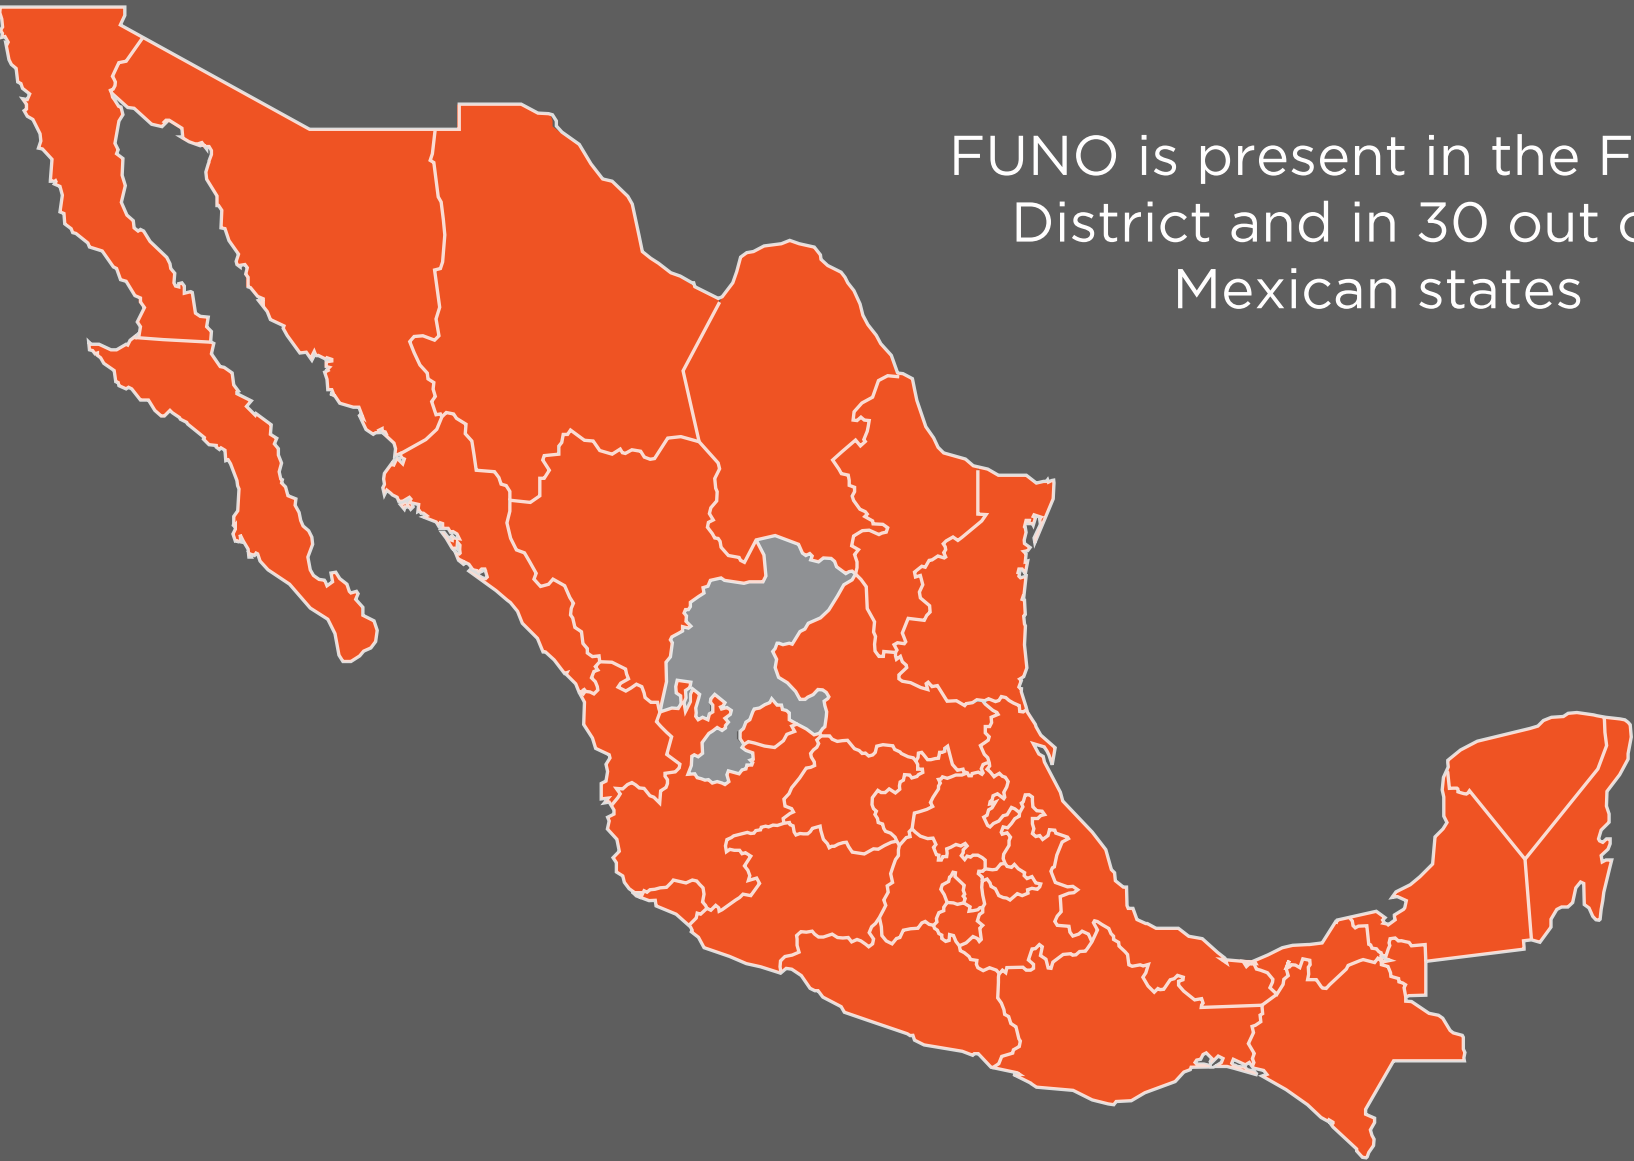 FUNO is present in the
District and in 30 out
Mexican states